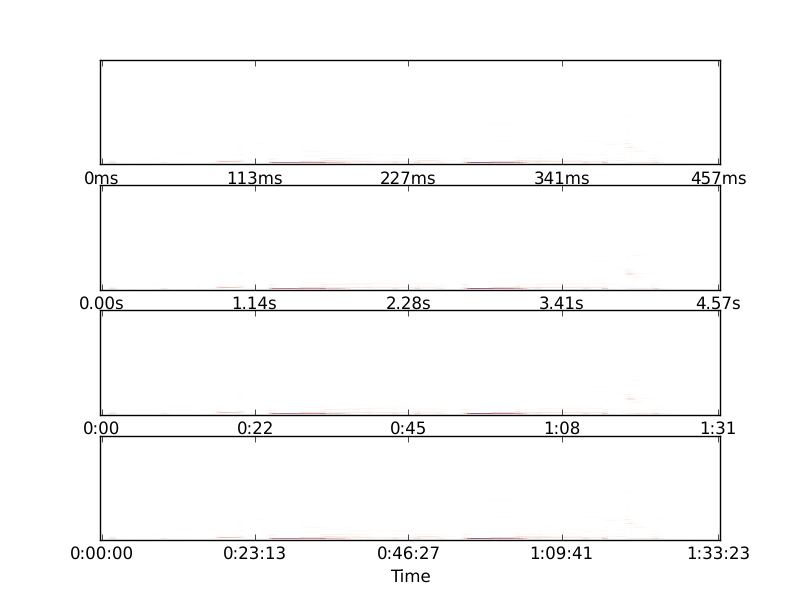 0ms 113ms 227ms 341ms 457ms
0.00s 1.14s 2.28s 3.41s 4.57s
0:00 0:22 0:45 1:08 1:31
0:00:00 0:23:13 0:46:27 1:09:41 1:33:23
Time